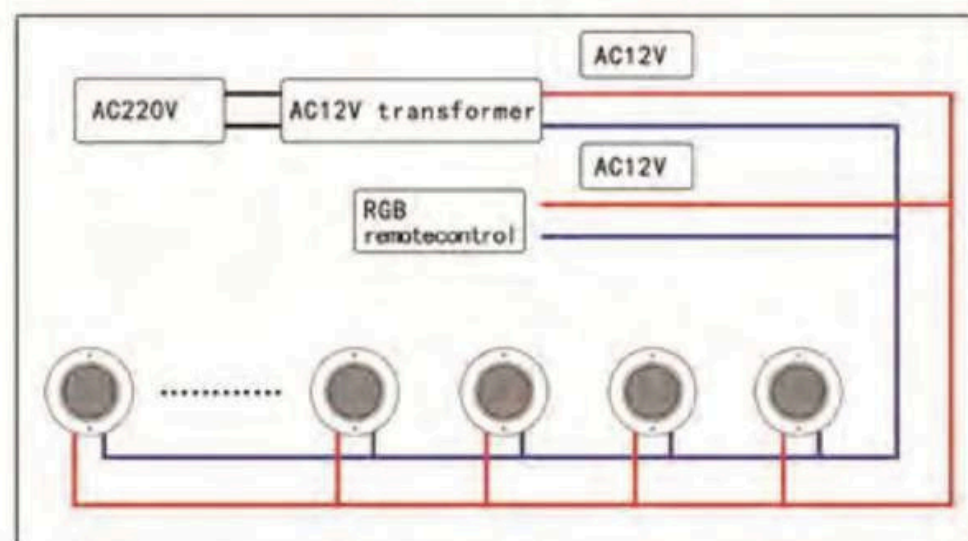 AC12V
AC220V
AC12V transformer
AC12V
RGB
remotecontrol